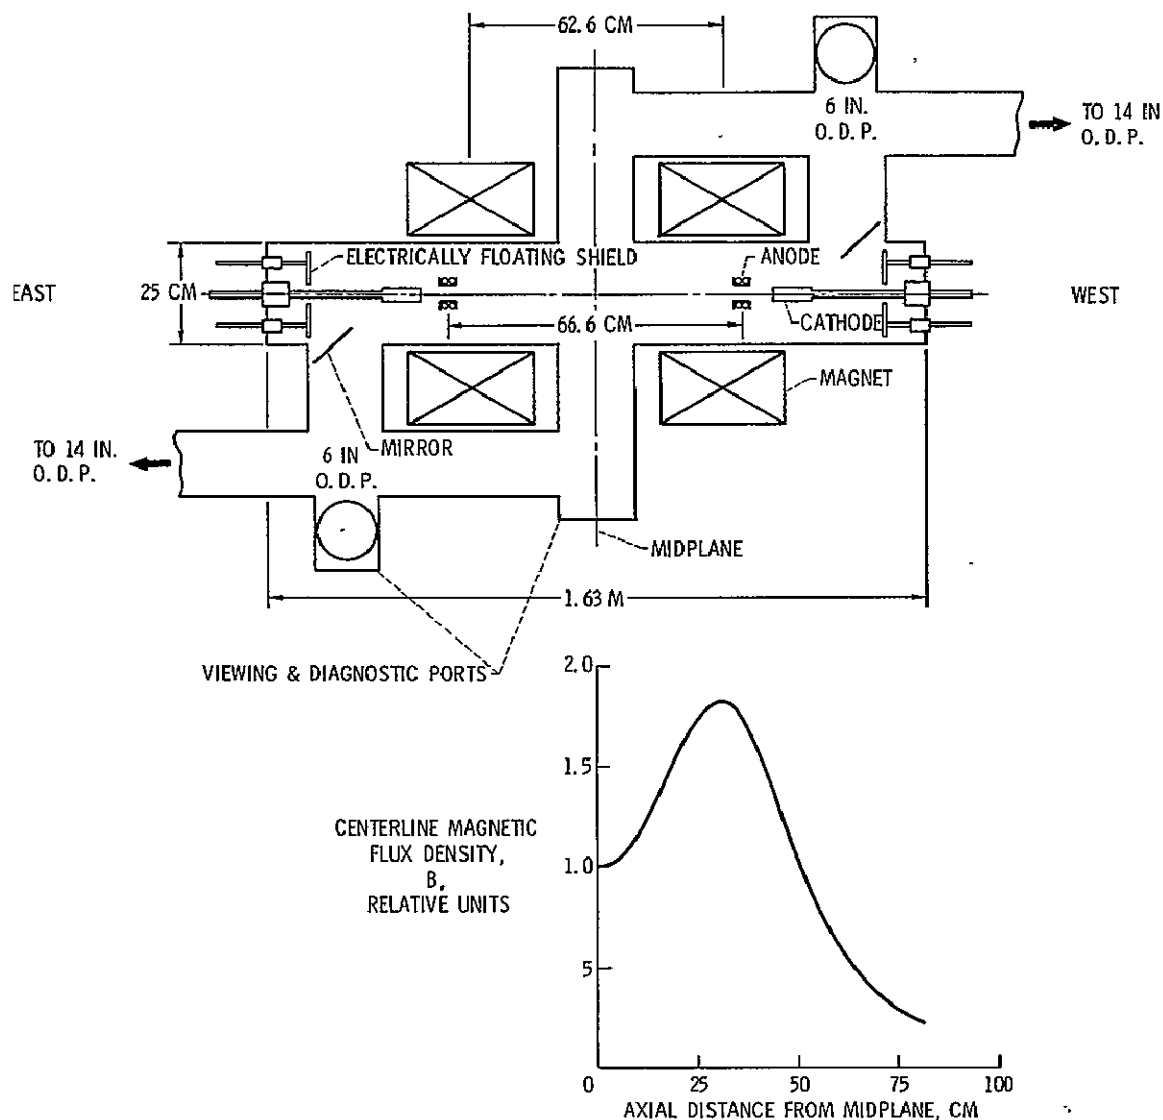 62.6 CM
6 IN.
O. D. P.
TO 14 IN
O. D. P.
ELECTRICALLY FLOATING SHIELD
ANODE
EAST
25 CM
WEST
66.6 CM
CATHODE
MAGNET
TO 14 IN.
O. D. P.
MIRROR
6 IN
O. D. P.
MIDPLANE
1.63 M
VIEWING & DIAGNOSTIC PORTS
2.0
1.5
CENTERLINE MAGNETIC
FLUX DENSITY,
B,
RELATIVE UNITS
1.0
5
0
25
50
75
100
AXIAL DISTANCE FROM MIDPLANE, CM